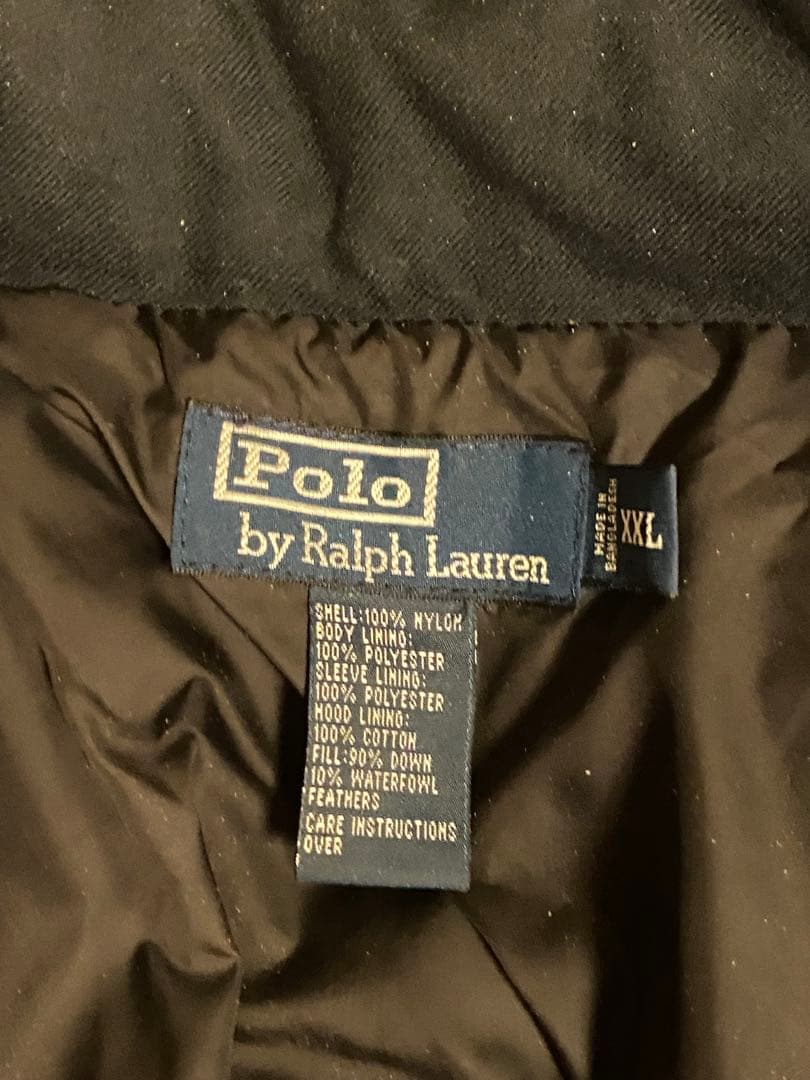 Polo
by Ralph Lauren
MADE IN
BANGLADESH
XXL
SHELL:100% NYLON
BODY LINING:
100% POLYESTER
SLEEVE LINING:
100% POLYESTER
HOOD LINING:
100% COTTON
FILL:90% DOWN
10% WATERFOWL
FEATHERS
CARE INSTRUCTIONS
OVER